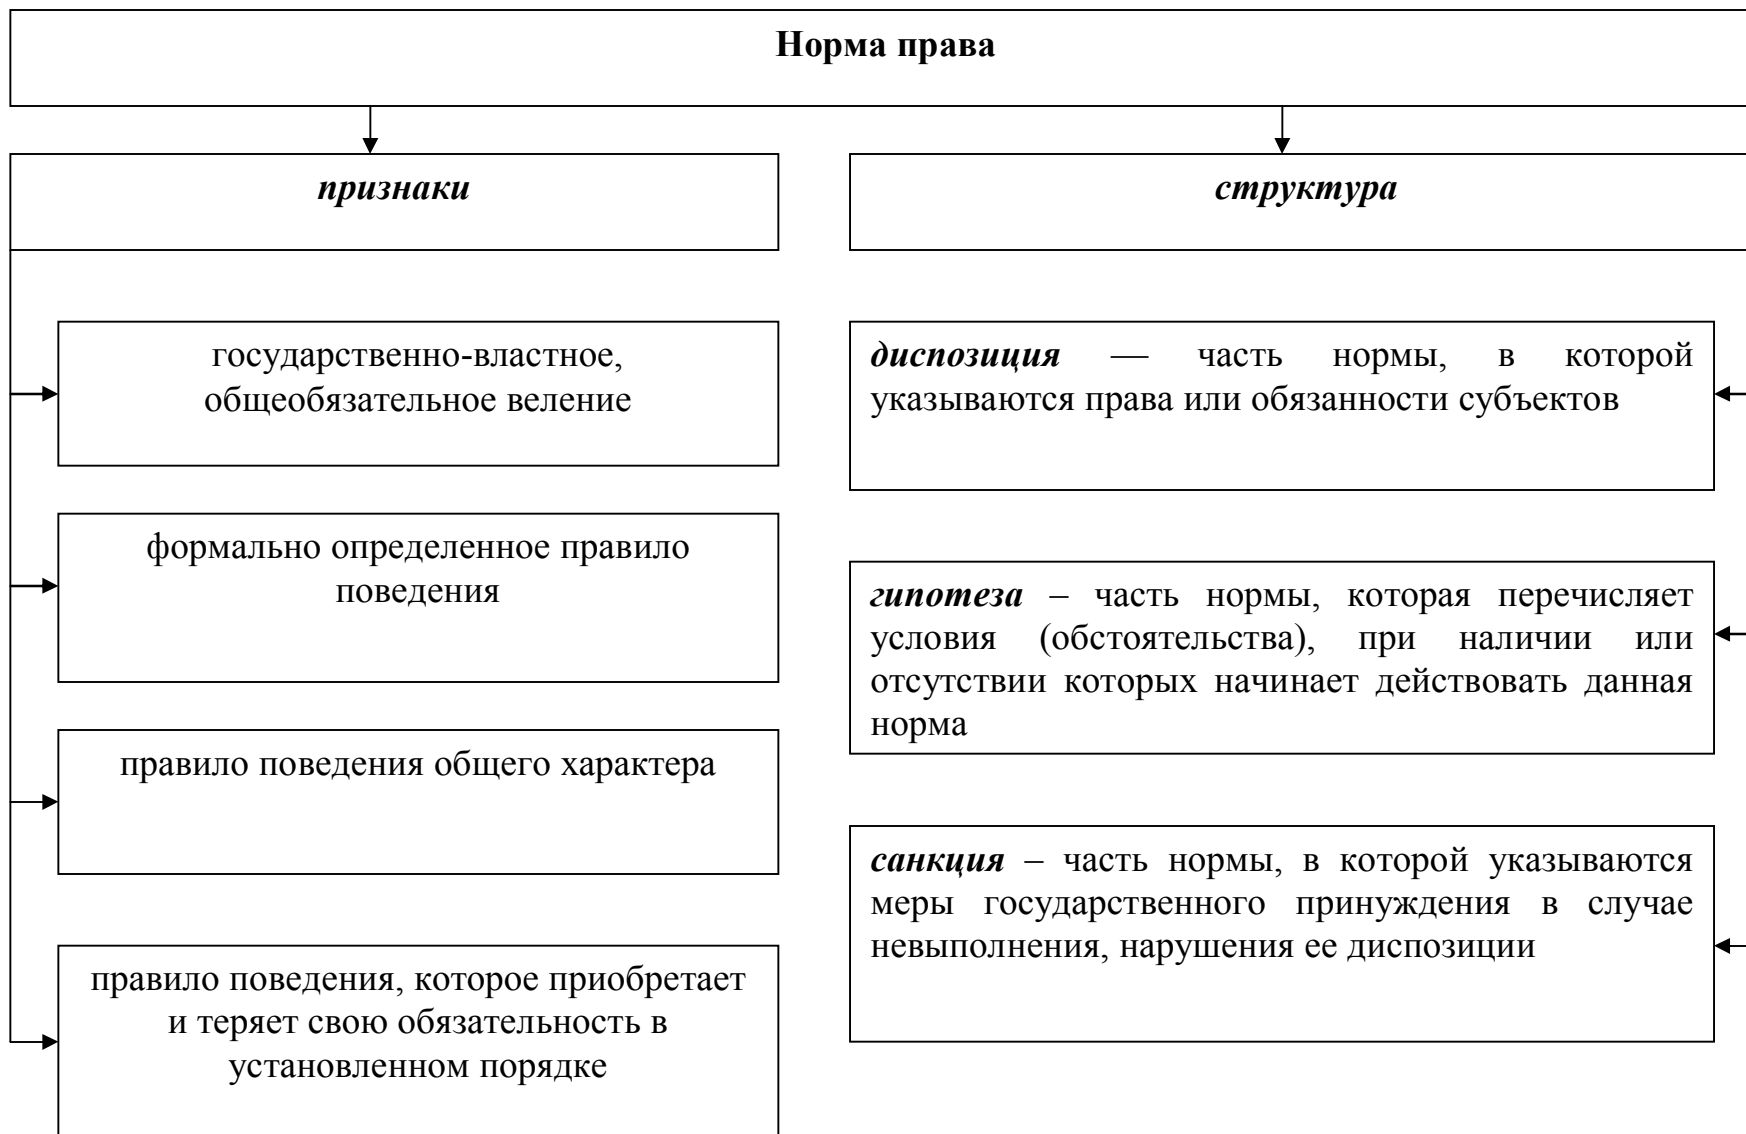 Норма права
признаки
структура
государственно-властное,
общеобязательное веление
формально определенное правило
поведения
правило поведения общего характера
правило поведения, которое приобретает
и теряет свою обязательность в
установленном порядке
диспозиция — часть нормы, в которой
указываются права или обязанности субъектов
гипотеза – часть нормы, которая перечисляет
условия (обстоятельства), при наличии или
отсутствии которых начинает действовать данная
норма
санкция – часть нормы, в которой указываются
меры государственного принуждения в случае
невыполнения, нарушения ее диспозиции